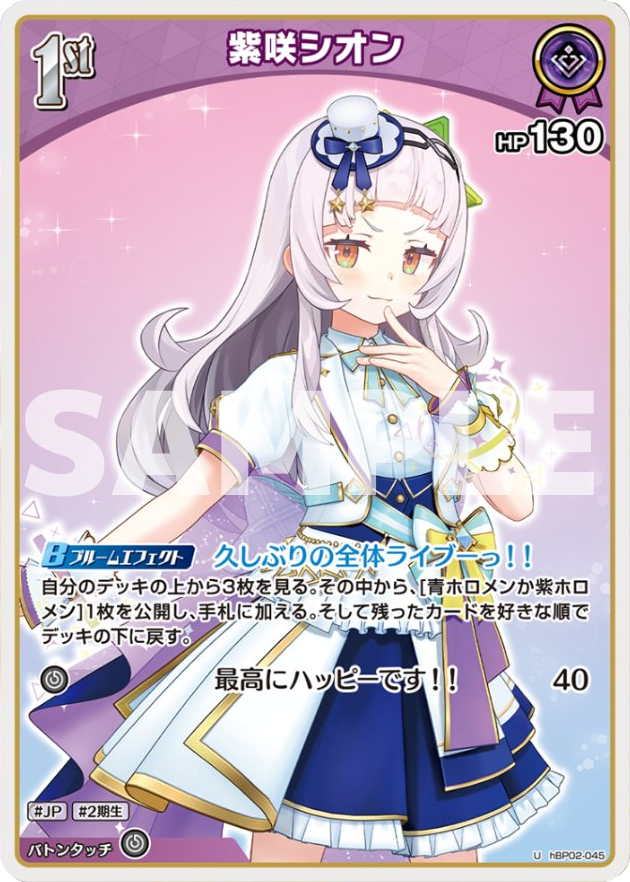 1st
紫咲シオン
HP130
SAMPLE
Bブルームエフェクト 久しぶりの全体ライブーっ!!
自分のデッキの上から3枚を見る。その中から、[青ホロメンか紫ホロ
メン]1枚を公開し、手札に加える。そして残ったカードを好きな順で
デッキの下に戻す。
最高にハッピーです!! 40
#JP #2期生
バトンタッチ
U hBP02-045